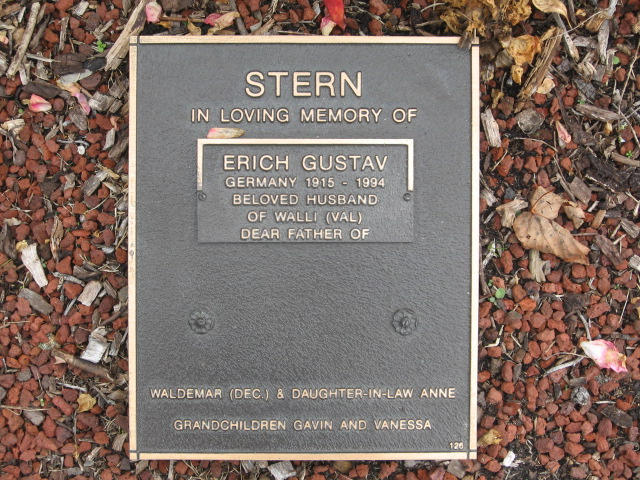 STERN
IN LOVING MEMORY OF
ERICH GUSTAV
GERMANY 1915 - 1994
BELOVED HUSBAND
OF WALLI (VAL)
DEAR FATHER OF
WALDEMAR (DEC.) & DAUGHTER-IN-LAW ANNE
GRANDCHILDREN GAVIN AND VANESSA
126